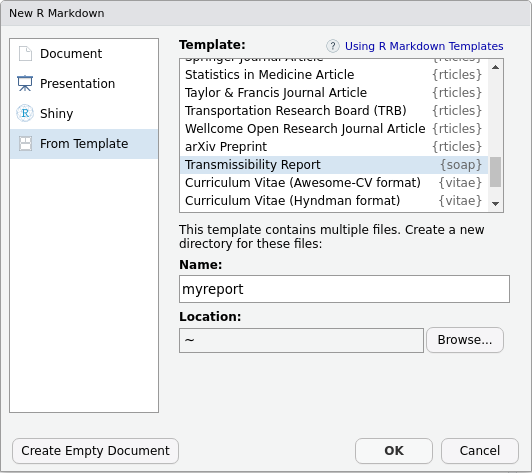 New R Markdown
Document
Presentation
Shiny
From Template
Template:
? Using R Markdown Templates
Springer Journal Article {rticles}
Statistics in Medicine Article {rticles}
Taylor & Francis Journal Article {rticles}
Transportation Research Board (TRB) {rticles}
Wellcome Open Research Journal Article {rticles}
arXiv Preprint {rticles}
Transmissibility Report {soap}
Curriculum Vitae (Awesome-CV format) {vitae}
Curriculum Vitae (Hyndman format) {vitae}
This template contains multiple files. Create a new
directory for these files:
Name:
myreport
Location:
~
Browse...
Create Empty Document
OK
Cancel